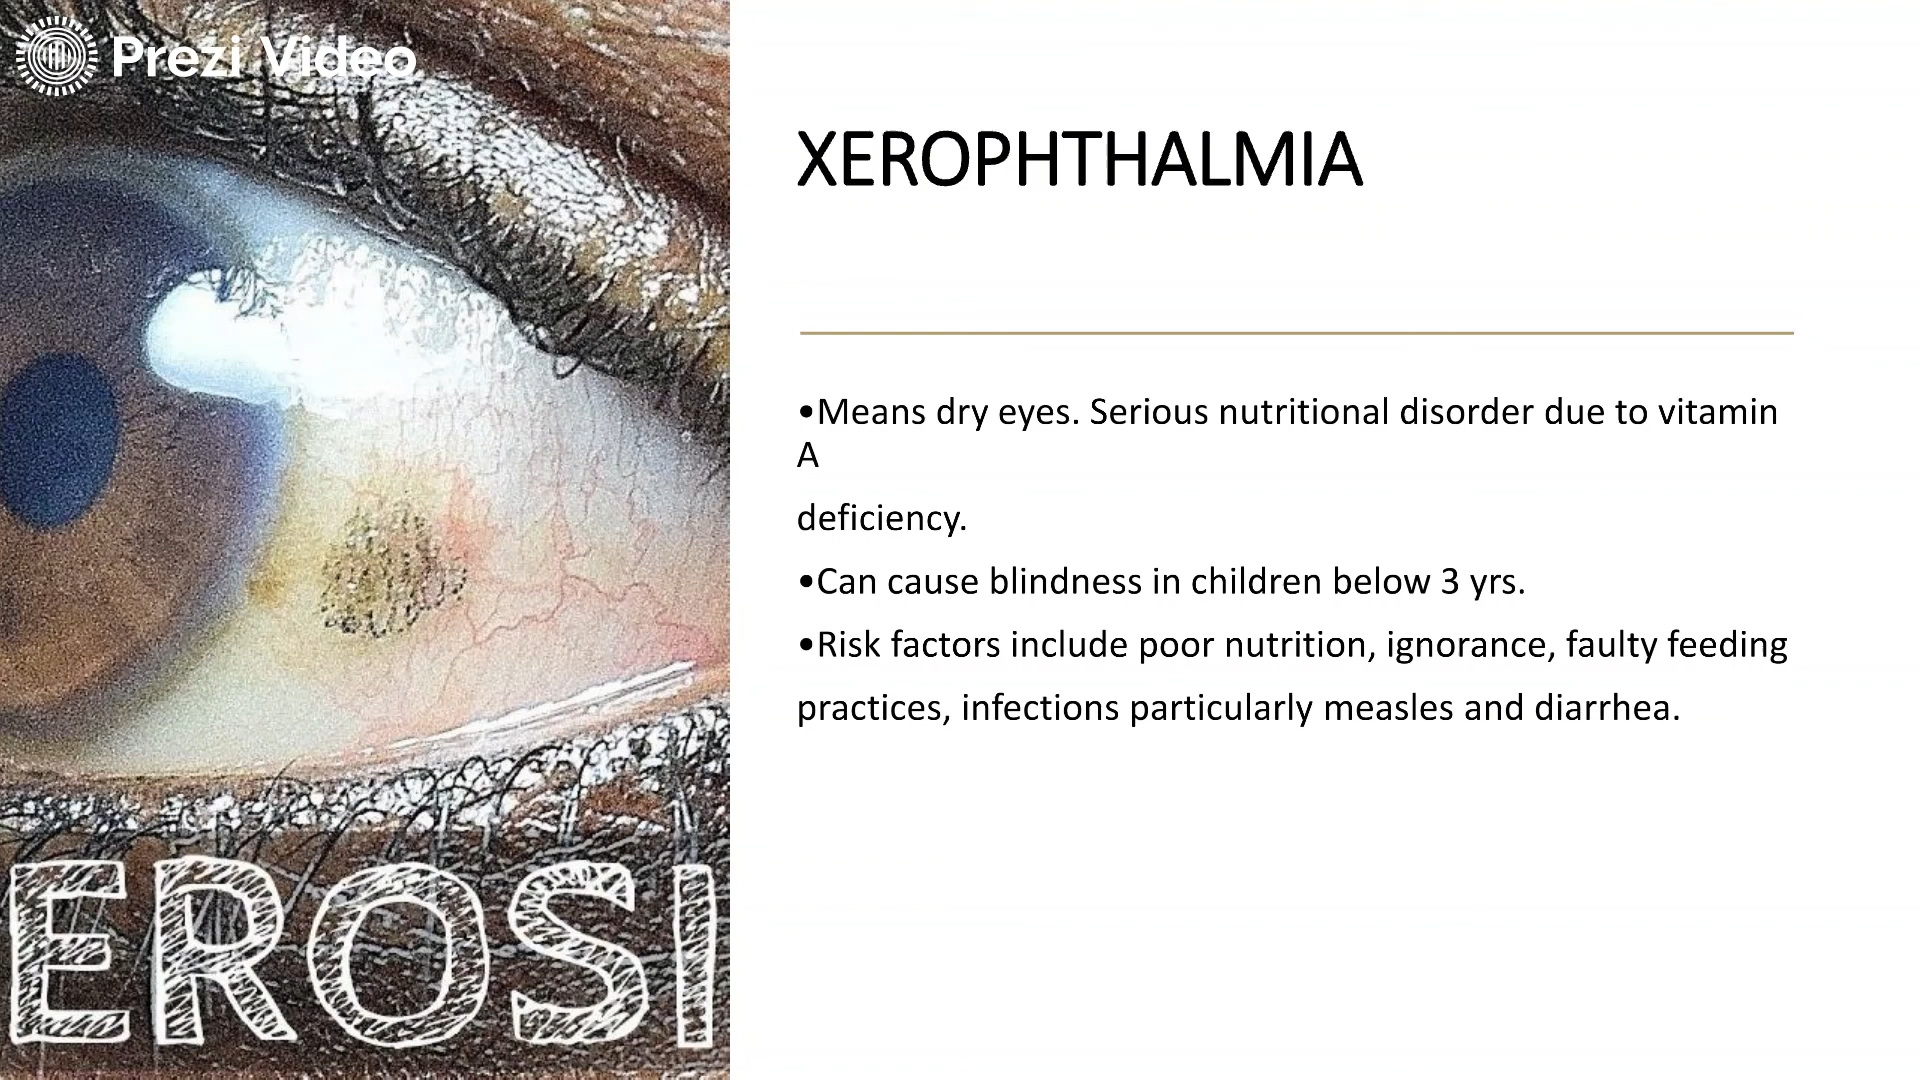 Prezi Video
XEROPHTHALMIA
•Means dry eyes. Serious nutritional disorder due to vitamin
A
deficiency.
•Can cause blindness in children below 3 yrs.
•Risk factors include poor nutrition, ignorance, faulty feeding
practices, infections particularly measles and diarrhea.
EROSI